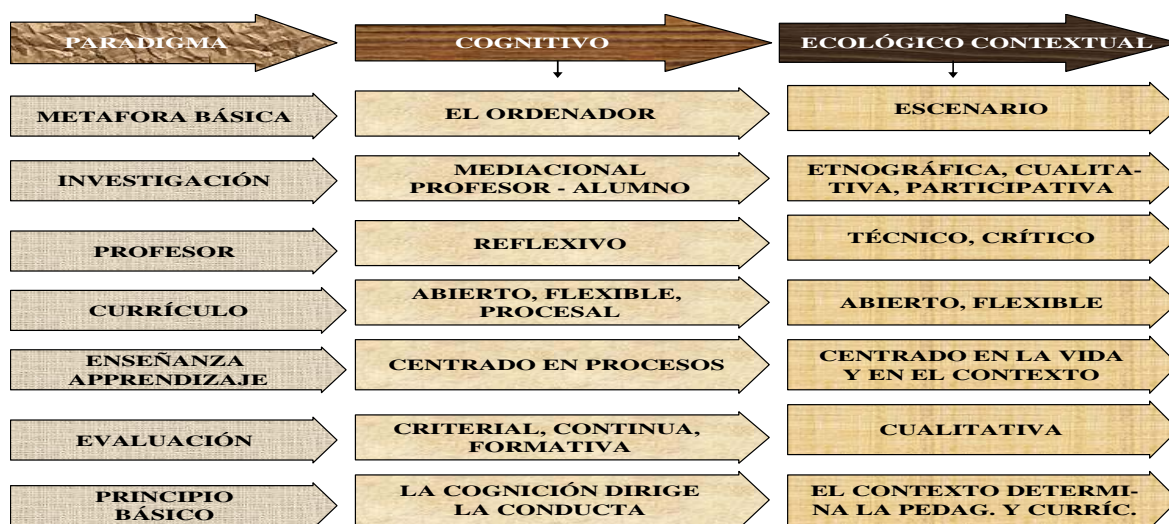 PARADIGMA
COGNITIVO
ECOLÓGICO CONTEXTUAL
METAFORA BÁSICA
EL ORDENADOR
ESCENARIO
INVESTIGACIÓN
MEDIACIONAL
PROFESOR - ALUMNO
ETNOGRÁFICA, CUALITA-
TIVA, PARTICIPATIVA
PROFESOR
REFLEXIVO
TÉCNICO, CRÍTICO
CURRÍCULO
ABIERTO, FLEXIBLE,
PROCESAL
ABIERTO, FLEXIBLE
ENSEÑANZA
APPRENDIZAJE
CENTRADO EN PROCESOS
CENTRADO EN LA VIDA
Y EN EL CONTEXTO
EVALUACIÓN
CRITERIAL, CONTINUA,
FORMATIVA
CUALITATIVA
PRINCIPIO
BÁSICO
LA COGNICIÓN DIRIGE
LA CONDUCTA
EL CONTEXTO DETERMI-
NA LA PEDAG. Y CURRÍC.